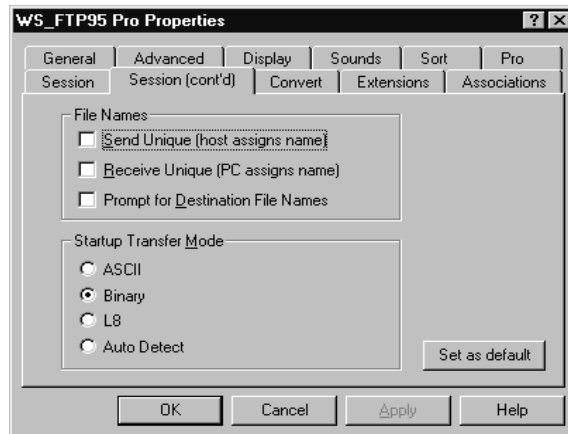 WS_FTP95 Pro Properties
General Advanced Display Sounds Sort Pro
Session Session (cont'd) Convert Extensions Associations
File Names
Send Unique (host assigns name)
Receive Unique (PC assigns name)
Prompt for Destination File Names
Startup Transfer Mode
ASCII
Binary
L8
Auto Detect
Set as default
OK Cancel Apply Help